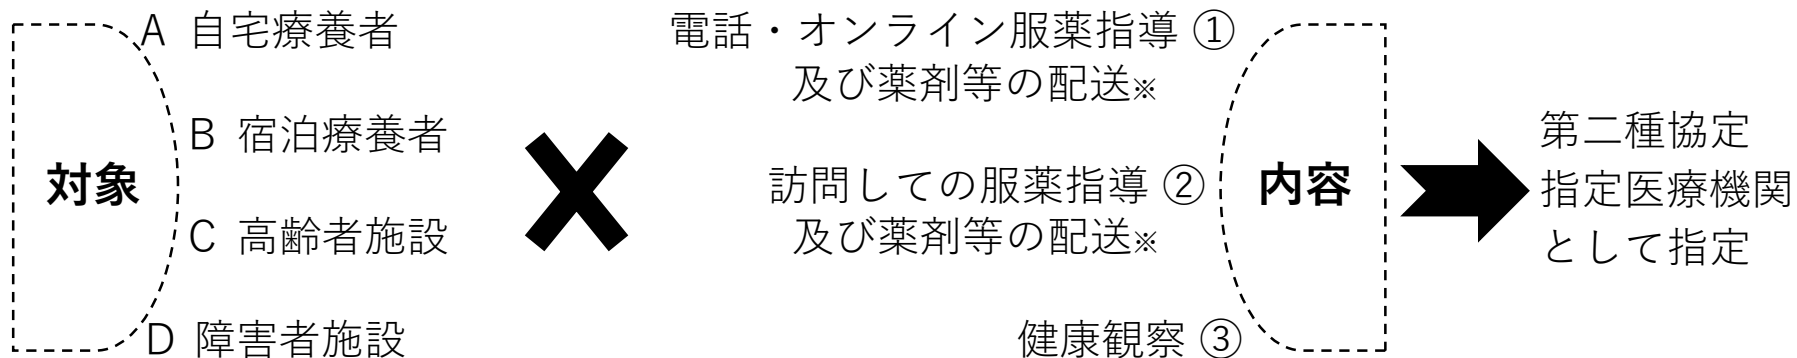 対象
A 自宅療養者
B 宿泊療養者
C 高齢者施設
D 障害者施設
電話・オンライン服薬指導 ①
及び薬剤等の配送※
訪問しての服薬指導 ②
及び薬剤等の配送※
健康観察 ③
内容
第二種協定
指定医療機関
として指定